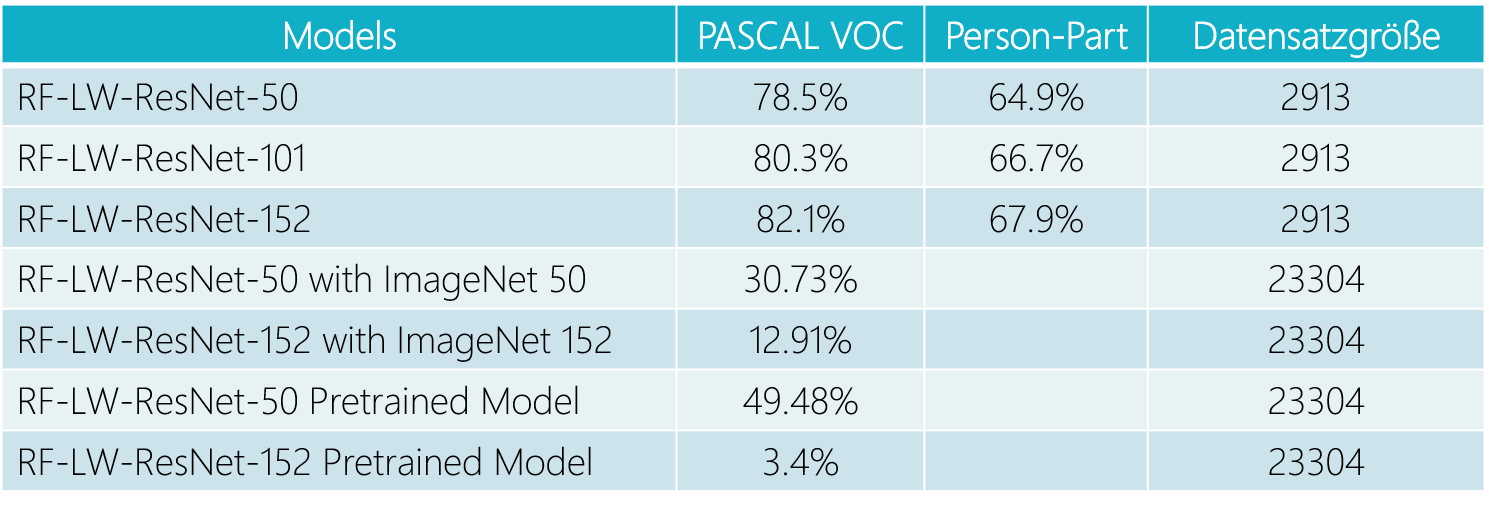 Models PASCAL VOC Person-Part Datensatzgröße
RF-LW-ResNet-50 78.5% 64.9% 2913
RF-LW-ResNet-101 80.3% 66.7% 2913
RF-LW-ResNet-152 82.1% 67.9% 2913
RF-LW-ResNet-50 with ImageNet 50 30.73% 23304
RF-LW-ResNet-152 with ImageNet 152 12.91% 23304
RF-LW-ResNet-50 Pretrained Model 49.48% 23304
RF-LW-ResNet-152 Pretrained Model 3.4% 23304